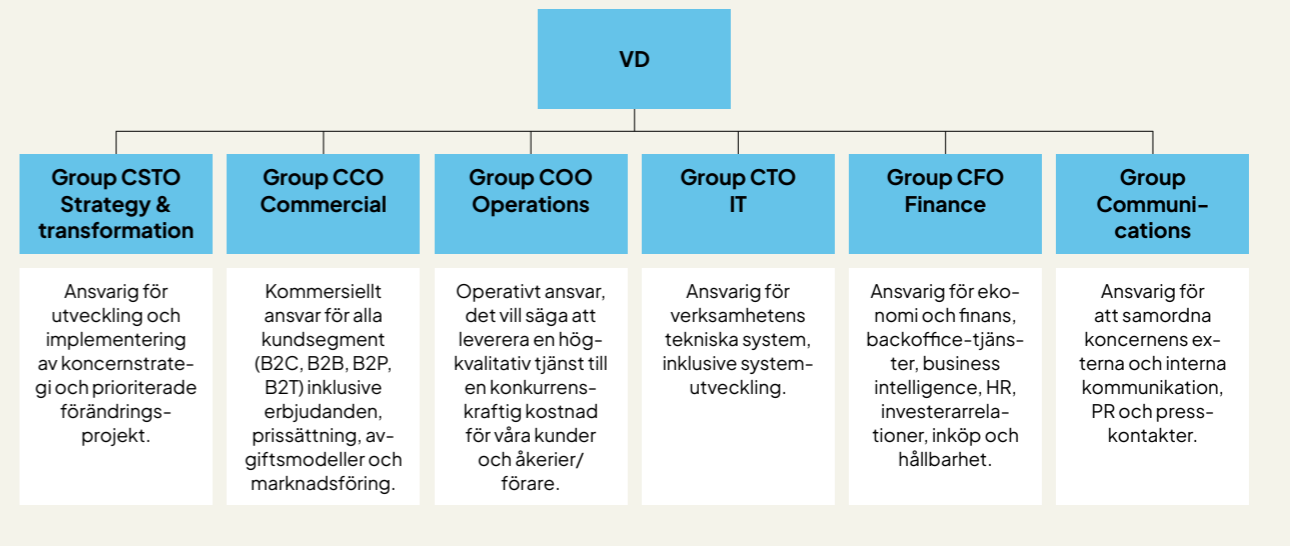 VD
Group CSTO
Strategy &
transformation
Ansvarig för
utveckling och
implementering
av koncernstrate-
gi och prioriterade
förändrings-
projekt.
Group CCO
Commercial
Kommersiellt
ansvar för alla
kundsegment
(B2C, B2B, B2P,
B2T) inklusive
erbjudanden,
prissättning, av-
giftsmodeller och
marknadsföring.
Group COO
Operations
Operativt ansvar,
det vill säga att
leverera en hög-
kvalitativ tjänst till
en konkurrens-
kraftig kostnad
för våra kunder
och åkerier/
förare.
Group CTO
IT
Ansvarig för
verksamhetens
tekniska system,
inklusive system-
utveckling.
Group CFO
Finance
Ansvarig för eko-
nomi och finans,
backoffice-tjäns-
ter, business
intelligence, HR,
investerarrela-
tioner, inköp och
hållbarhet.
Group
Communi-
cations
Ansvarig för
att samordna
koncernens ex-
terna och interna
kommunikation,
PR och press-
kontakter.